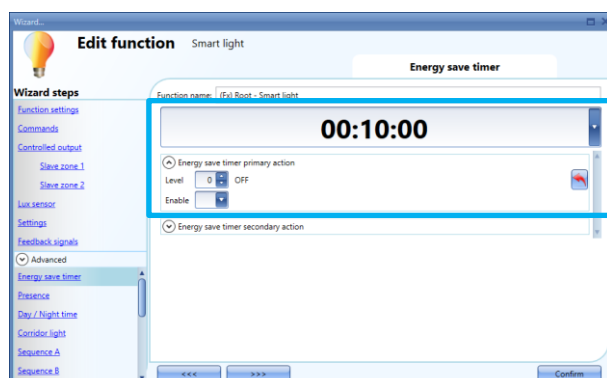 Wizard...
Edit function Smart light
Energy save timer
Wizard steps
Function settings
Commands
Controlled output
Slave zone 1
Slave zone 2
Lux sensor
Settings
Feedback signals
Advanced
Energy save timer
Presence
Day / Night time
Corridor light
Sequence A
Sequence B
Function name: (Fx) Root - Smart light
00:10:00
Energy save timer primary action
Level 0 OFF
Enable
Energy save timer secondary action
<<< >>> Confirm